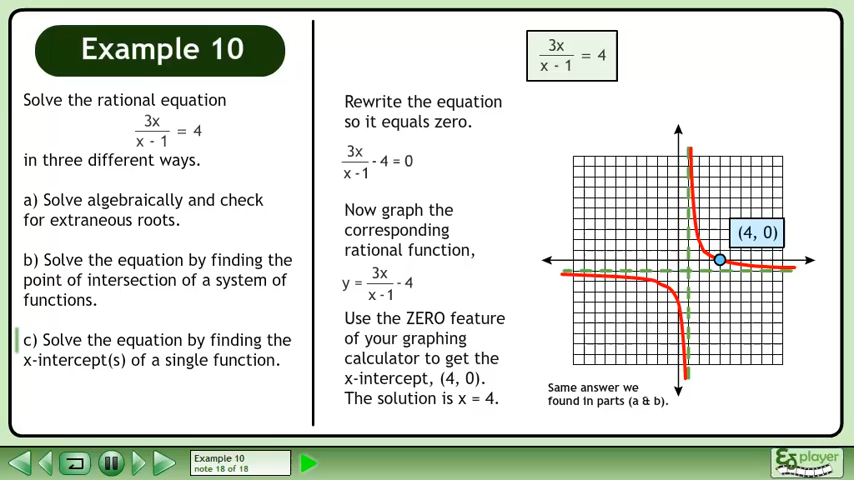 Example 10
Solve the rational equation
3x
x - 1
= 4
in three different ways.
a) Solve algebraically and check
for extraneous roots.
b) Solve the equation by finding the
point of intersection of a system of
functions.
c) Solve the equation by finding the
x-intercept(s) of a single function.
3x
x - 1
= 4
Rewrite the equation
so it equals zero.
3x
x - 1
- 4 = 0
Now graph the
corresponding
rational function,
y = 3x
x - 1
- 4
Use the ZERO feature
of your graphing
calculator to get the
x-intercept, (4, 0).
The solution is x = 4.
(4, 0)
Same answer we
found in parts (a & b).
Example 10
note 18 of 18
player